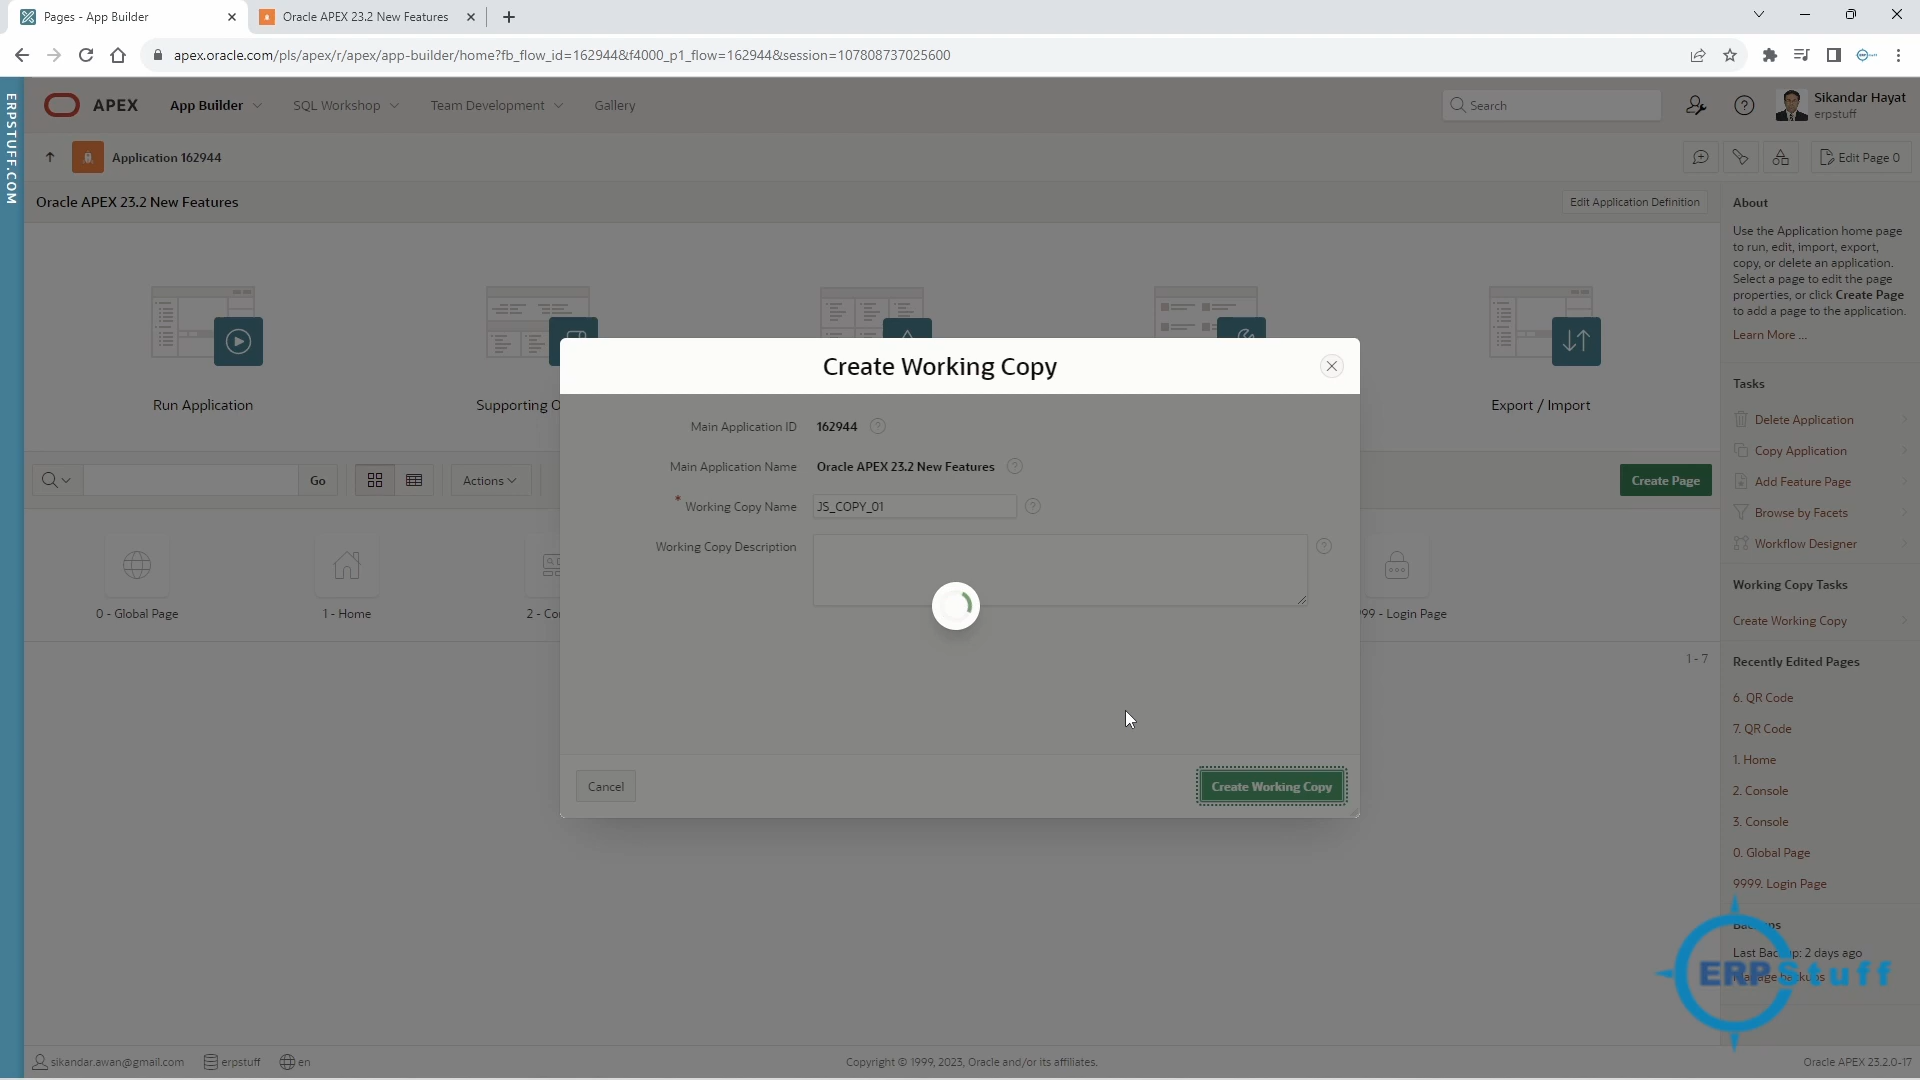 Pages - App Builder
Oracle APEX 23.2 New Features
apex.oracle.com/pls/apex/r/apex/app-builder/home?fb_flow_id=162944&f4000_p1_flow=162944&session=107808737025600
ERPSTUFF.COM
APEX
App Builder
SQL Workshop
Team Development
Gallery
Search
Sikandar Hayat
erpstuff
Application 162944
Edit Page 0
Oracle APEX 23.2 New Features
Edit Application Definition
Run Application
Supporting O
Export / Import
Go
Actions
Create Page
0 - Global Page
1 - Home
2 - Co
99 - Login Page
1 - 7
Create Working Copy
Main Application ID 162944
Main Application Name Oracle APEX 23.2 New Features
* Working Copy Name JS_COPY_01
Working Copy Description
Cancel
Create Working Copy
About
Use the Application home page
to run, edit, import, export,
copy, or delete an application.
Select a page to edit the page
properties, or click Create Page
to add a page to the application.
Learn More ...
Tasks
Delete Application
Copy Application
Add Feature Page
Browse by Facets
Workflow Designer
Working Copy Tasks
Create Working Copy
Recently Edited Pages
6. QR Code
7. QR Code
1. Home
2. Console
3. Console
0. Global Page
9999. Login Page
Backups
Last Backup: 2 days ago
Manage backups
ERPStuff
sikandar.awan@gmail.com
erpstuff
en
Copyright © 1999, 2023, Oracle and/or its affiliates.
Oracle APEX 23.2.0-17